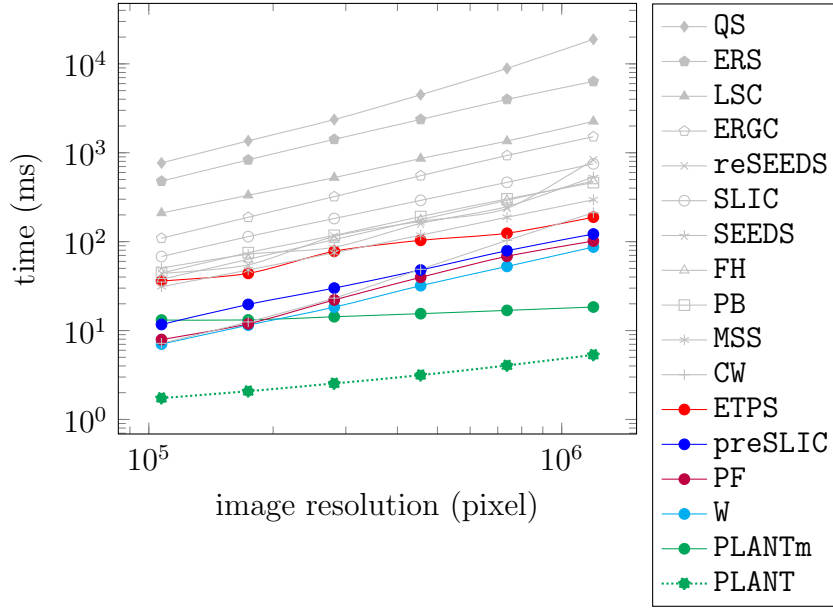 10^4
10^3
10^2
10^1
10^0
time (ms)
10^5
10^6
image resolution (pixel)
QS
ERS
LSC
ERGC
reSEEDS
SLIC
SEEDS
FH
PB
MSS
CW
ETPS
preSLIC
PF
W
PLANTm
PLANT